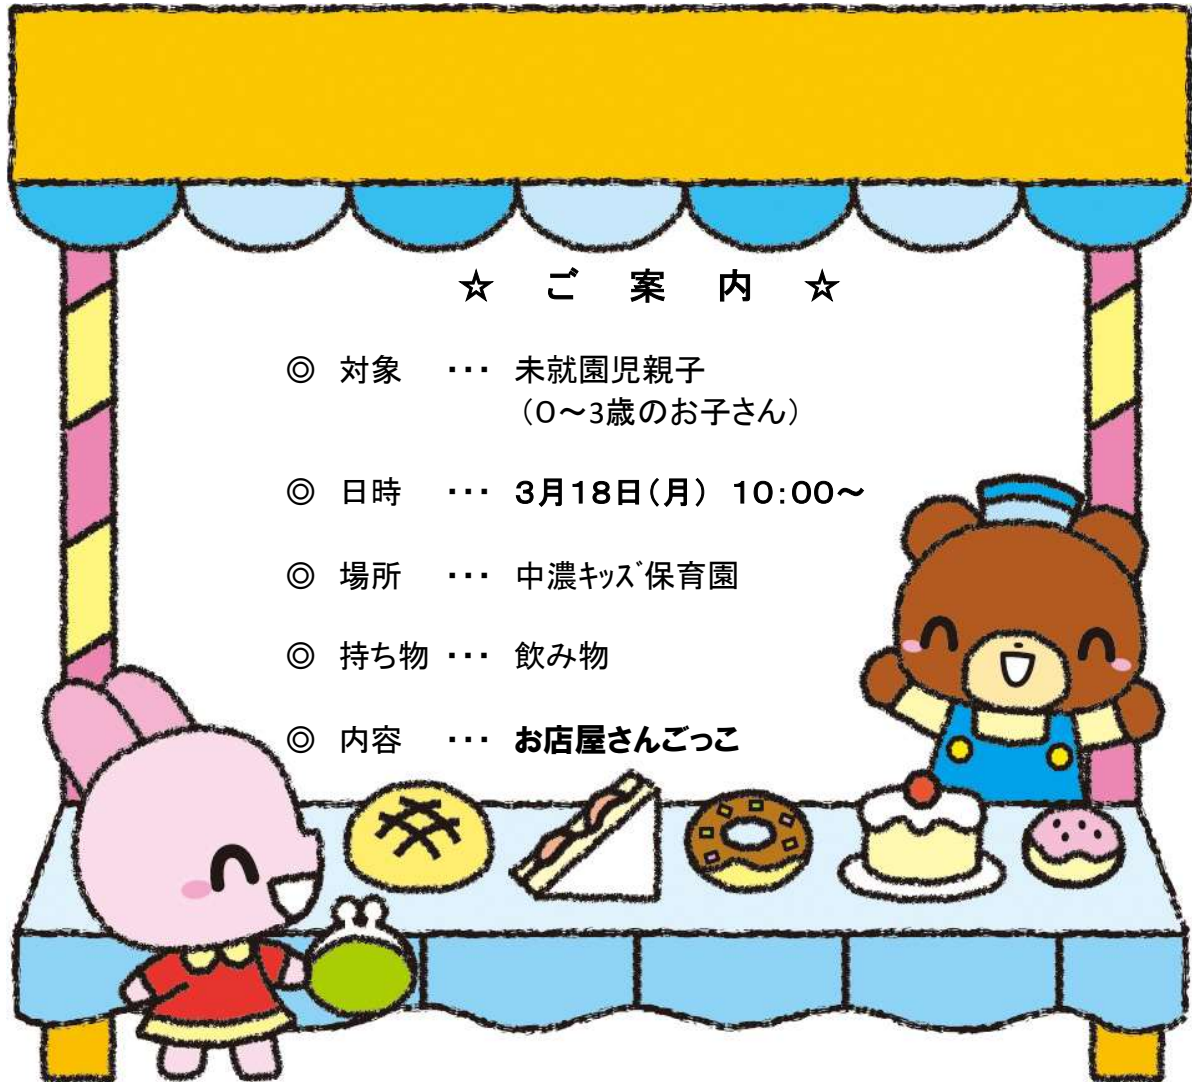 ☆ ご 案 内 ☆
◎ 対象 ・・・ 未就園児親子
（０～3歳のお子さん）
◎ 日時 ・・・ ３月１８日（月） １０：００～
◎ 場所 ・・・ 中濃ｷｯｽﾞ保育園
◎ 持ち物 ・・・ 飲み物
◎ 内容 ・・・ お店屋さんごっこ